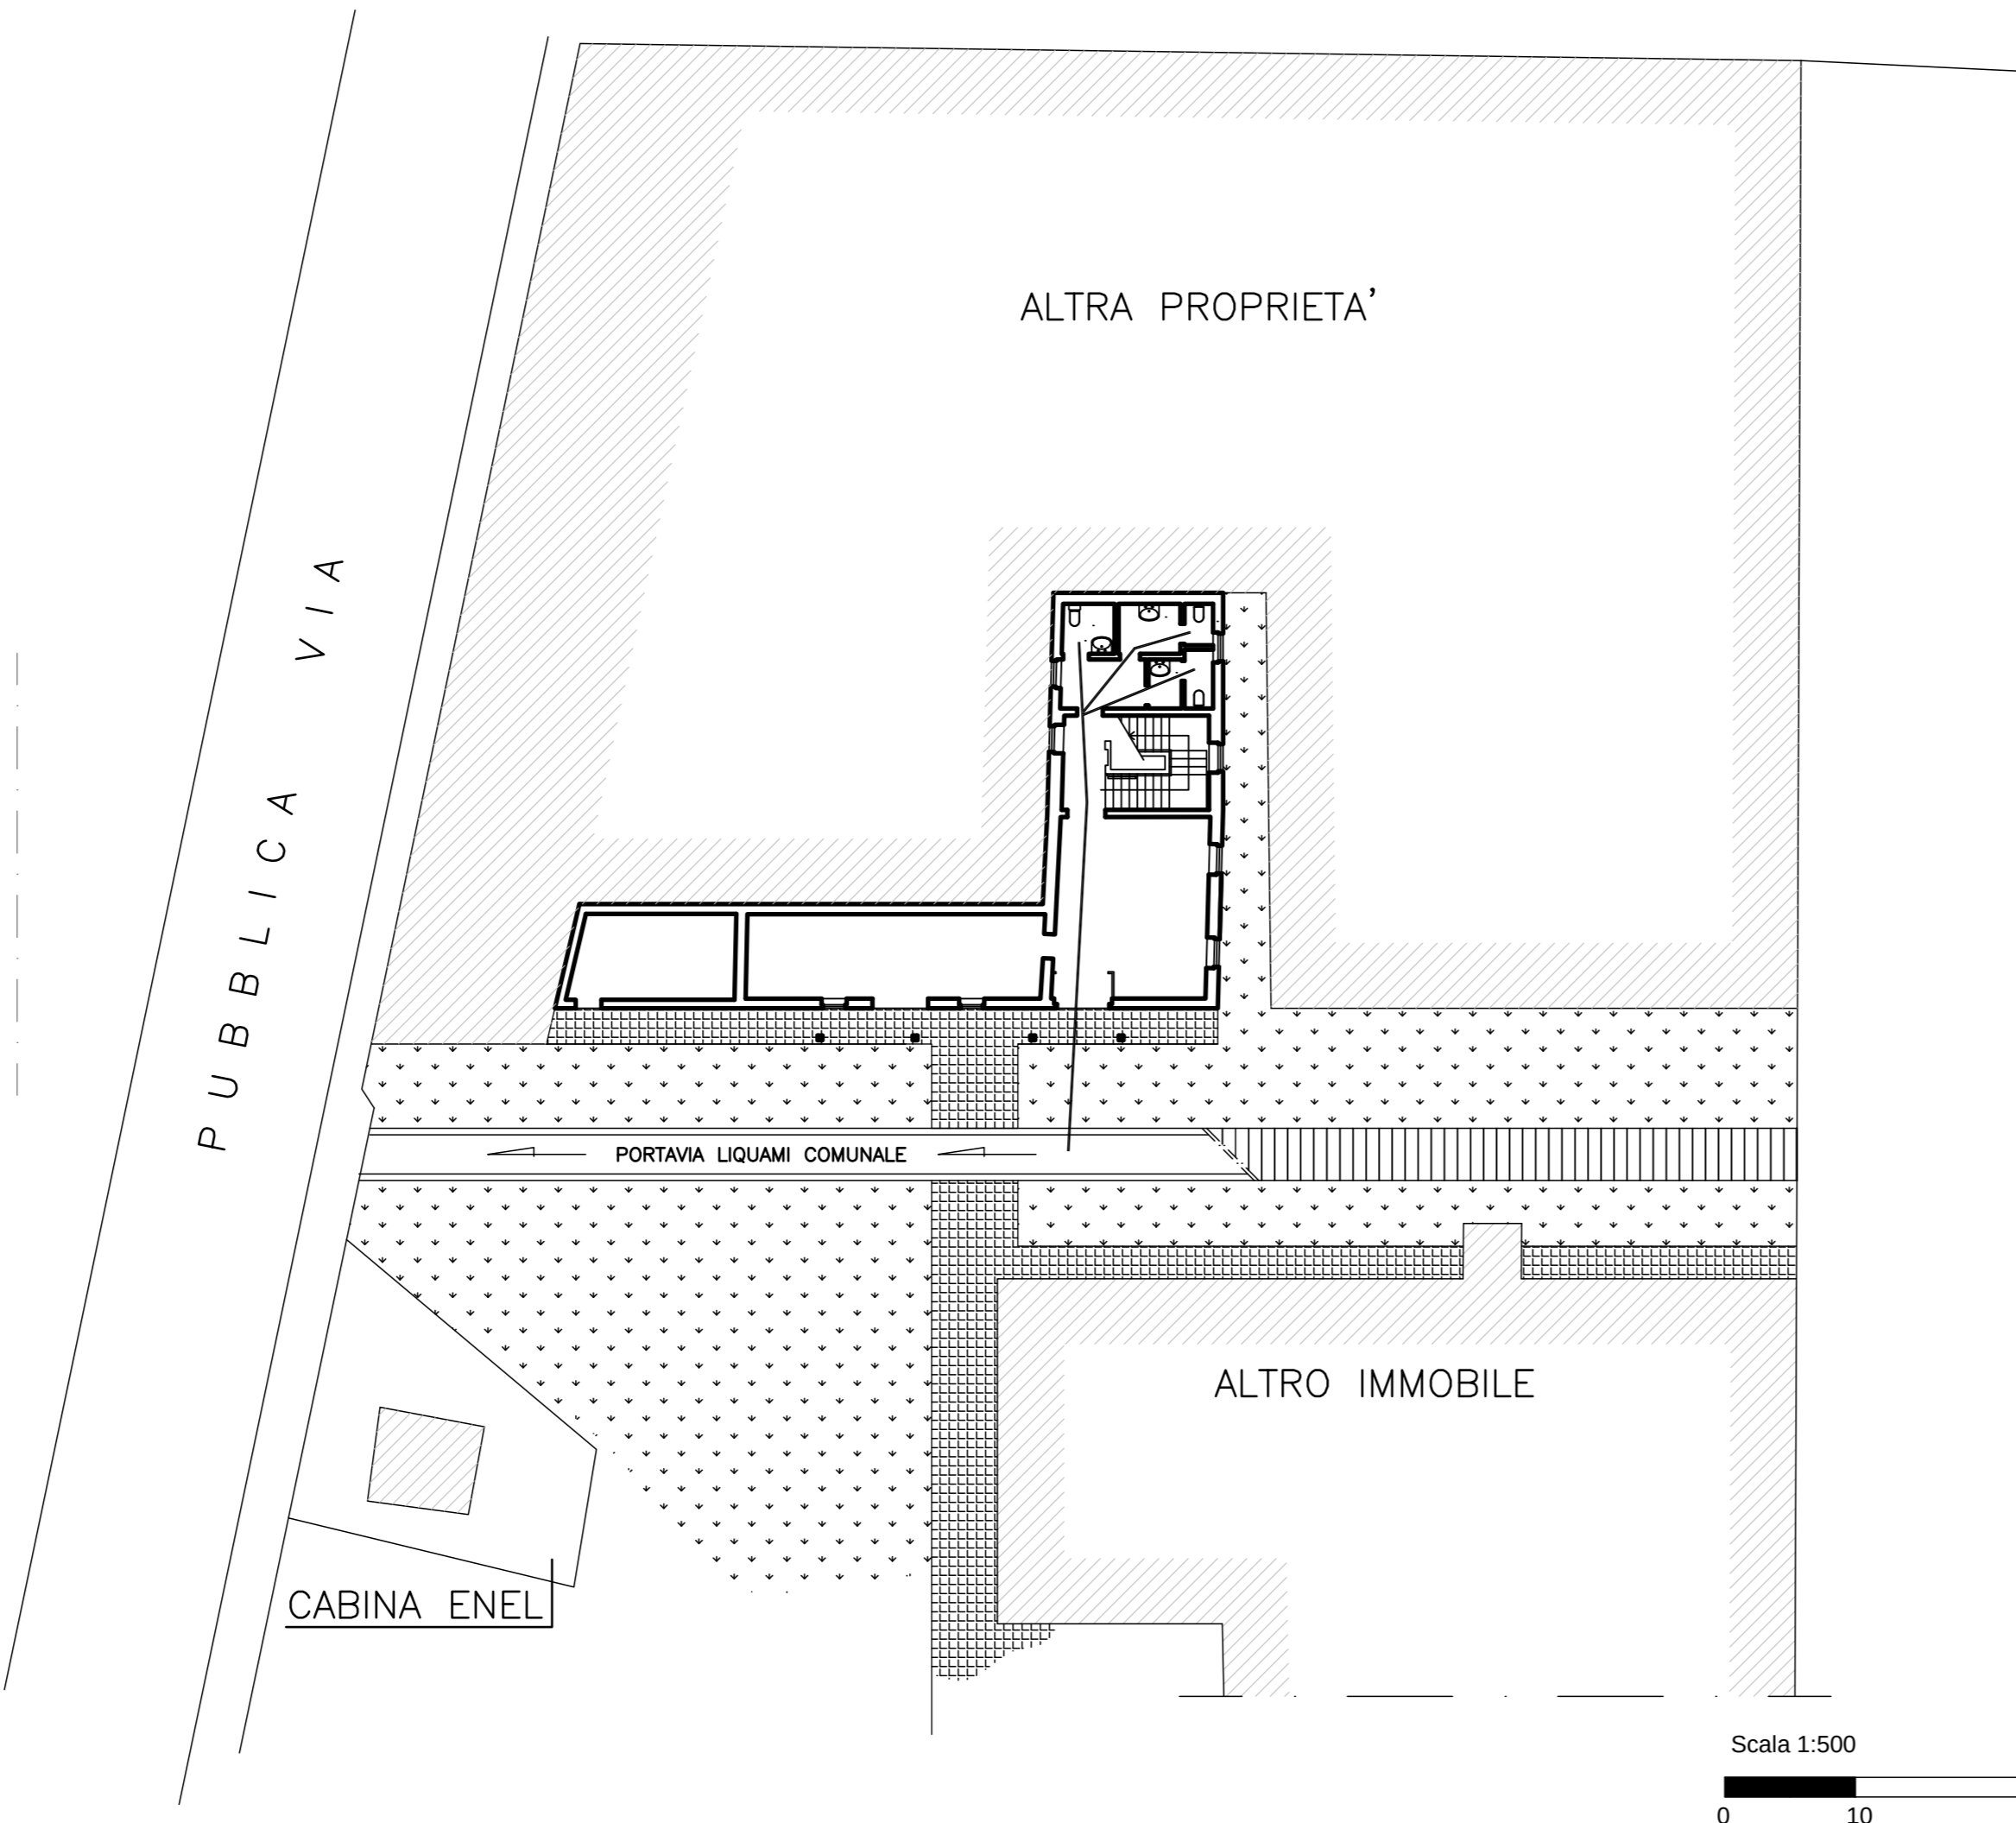 ALTRA PROPRIETA'
PUBBLICA VIA
PORTAVIA LIQUAMI COMUNALE
ALTRO IMMOBILE
CABINA ENEL
Scala 1:500
0 10